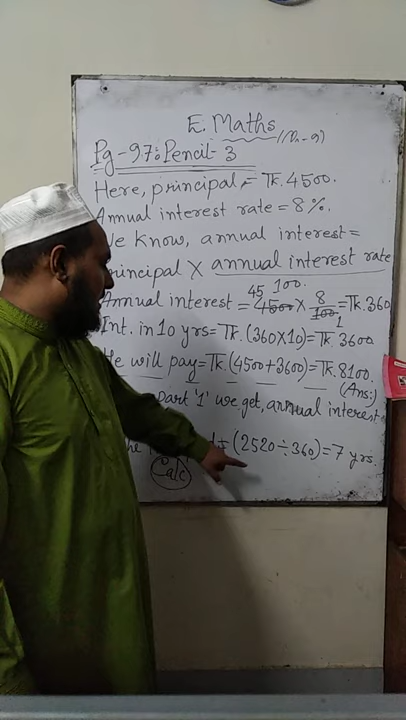 E. Maths
Pg-97: Pencil-3
Here, principal = Tk. 4500.
Annual interest rate = 8%.
We know, annual interest =
principal × annual interest rate
100.
Annual interest = 45 4500 × 8/100 1 = Tk. 360
Int. in 10 yrs = Tk. (360×10) = Tk. 3600
He will pay = Tk. (4500+3600) = Tk. 8100.
(Ans:)
Part '1' we get, annual interest =
(2520÷360) = 7 yrs.
Calc